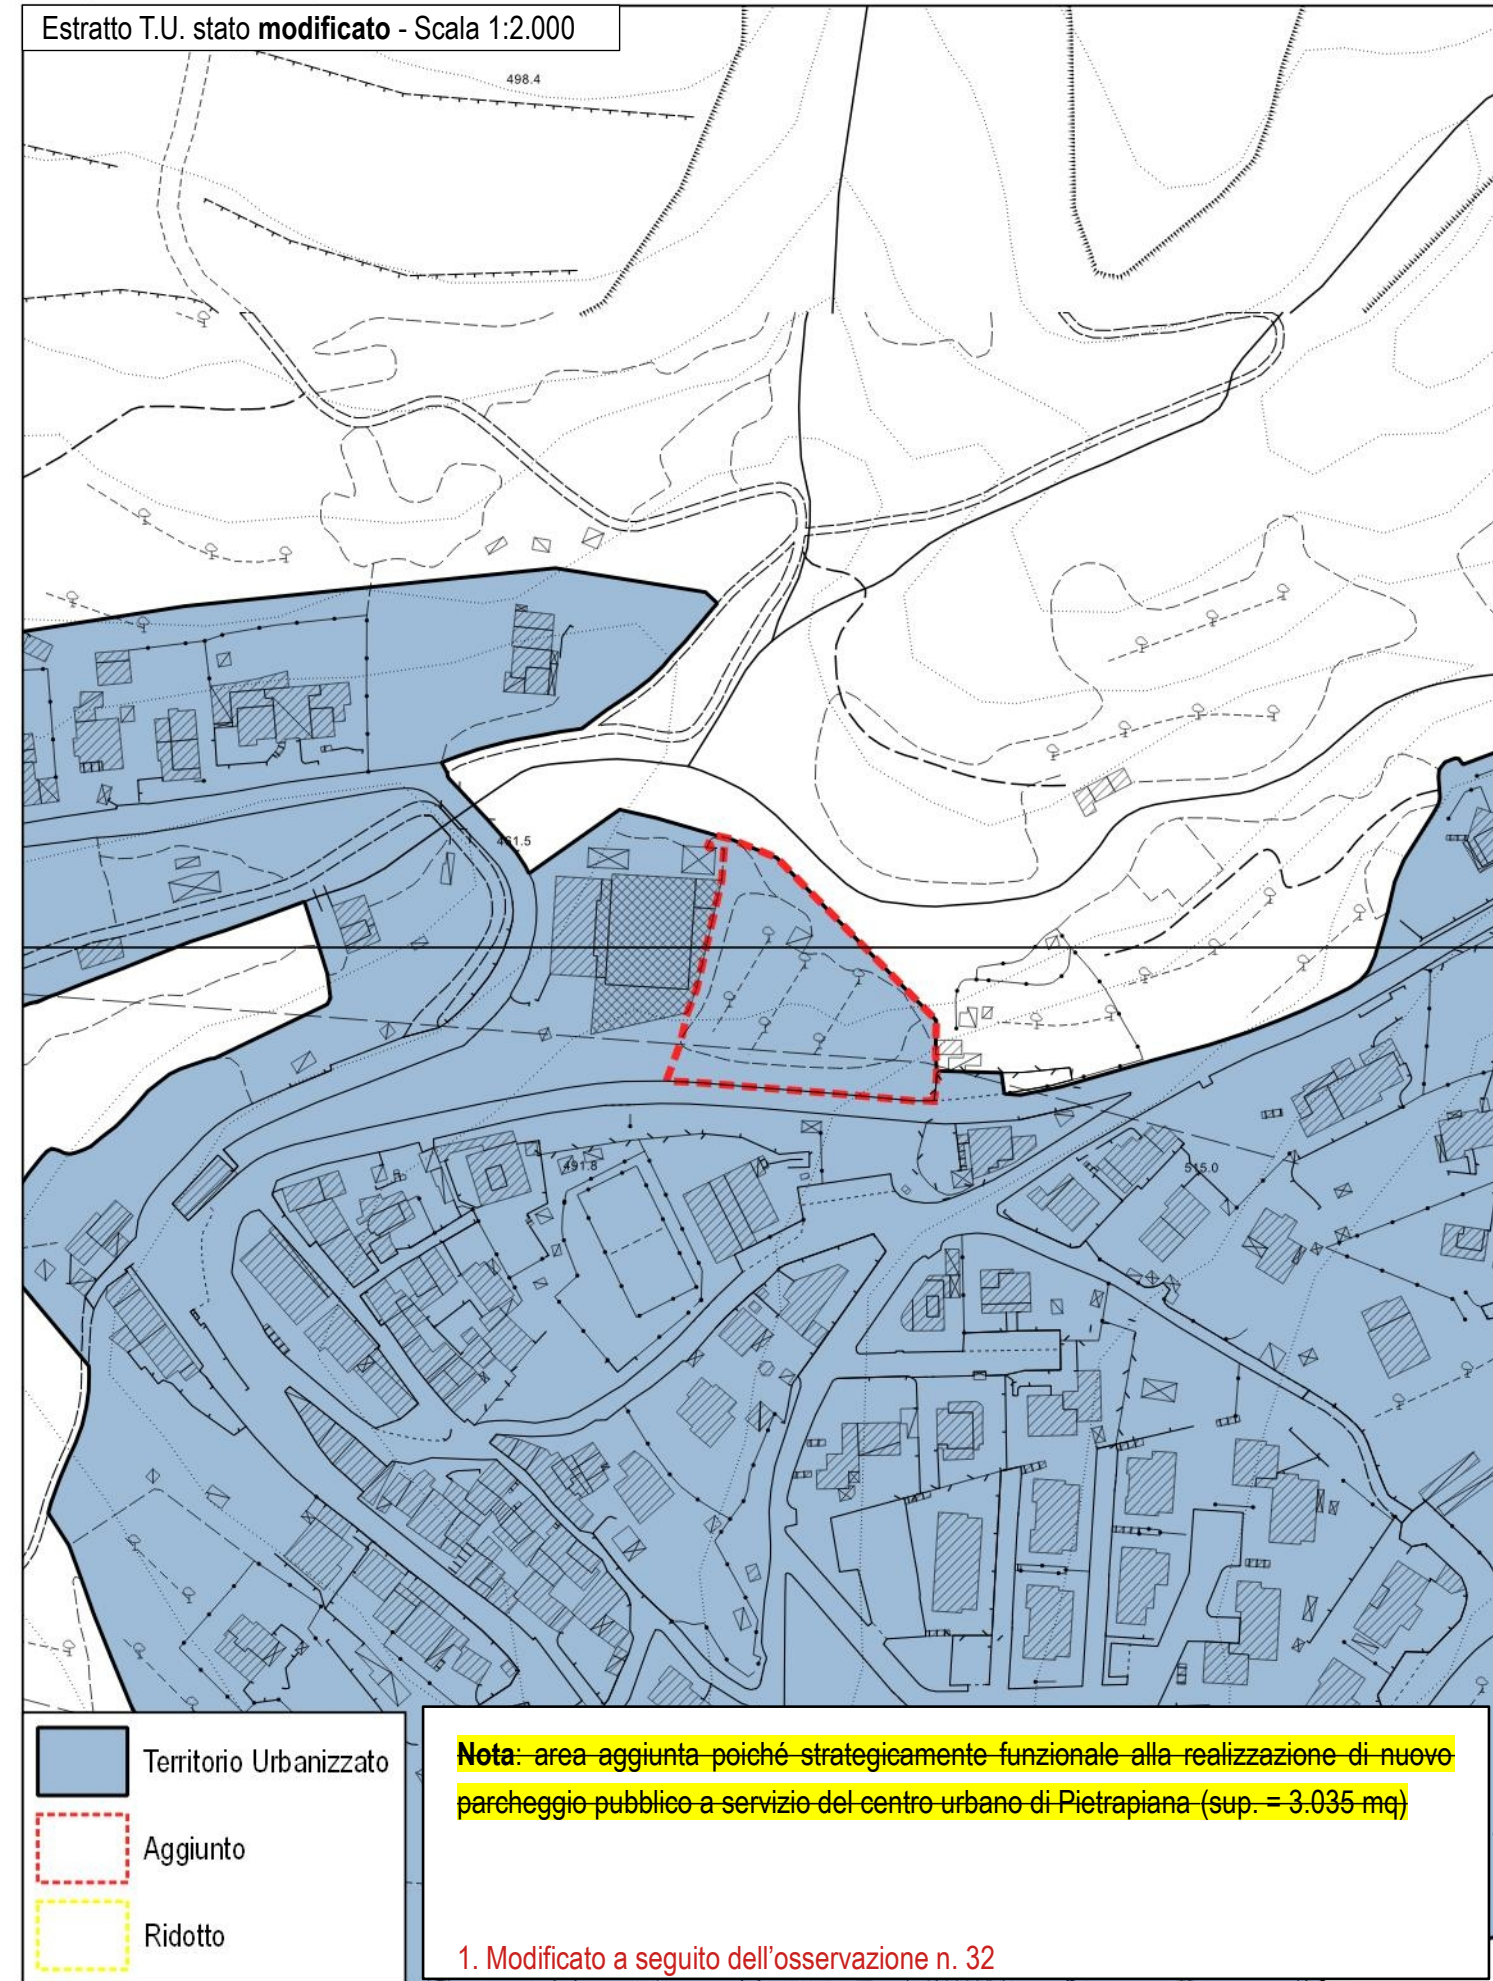 Estratto T.U. stato modificato - Scala 1:2.000
498.4
461.5
491.8
515.0
Territorio Urbanizzato
Aggiunto
Ridotto
Nota: area aggiunta poiché strategicamente funzionale alla realizzazione di nuovo
parcheggio pubblico a servizio del centro urbano di Pietrapiana (sup. = 3.035 mq)
1. Modificato a seguito dell'osservazione n. 32